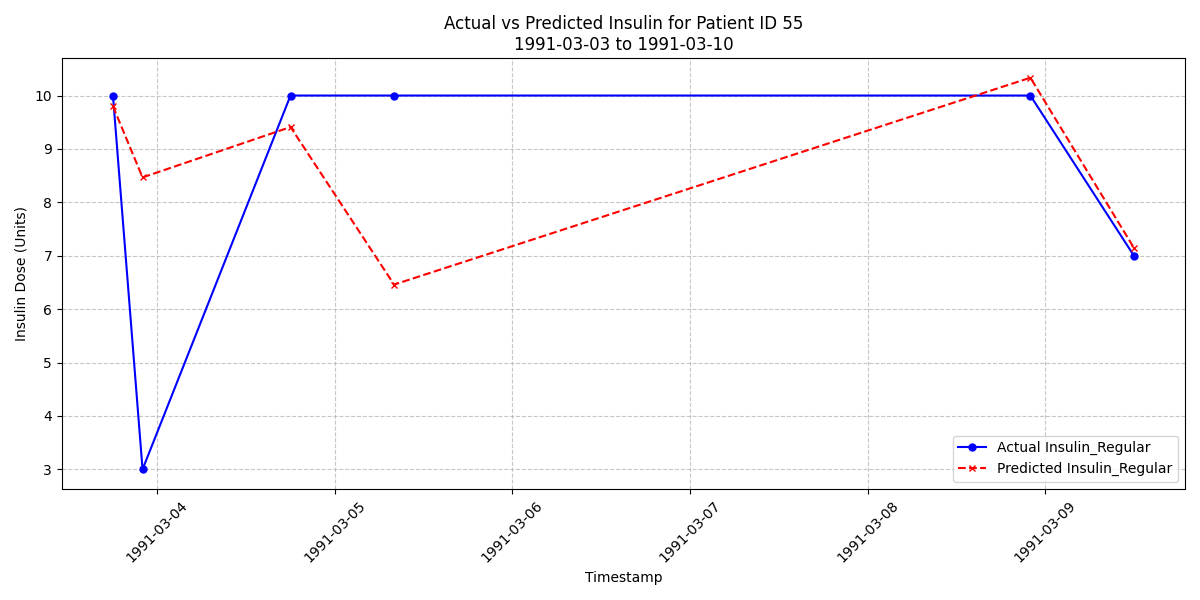 Actual vs Predicted Insulin for Patient ID 55
1991-03-03 to 1991-03-10
Insulin Dose (Units)
10
9
8
7
6
5
4
3
Actual Insulin_Regular
Predicted Insulin_Regular
1991-03-04
1991-03-05
1991-03-06
1991-03-07
1991-03-08
1991-03-09
Timestamp